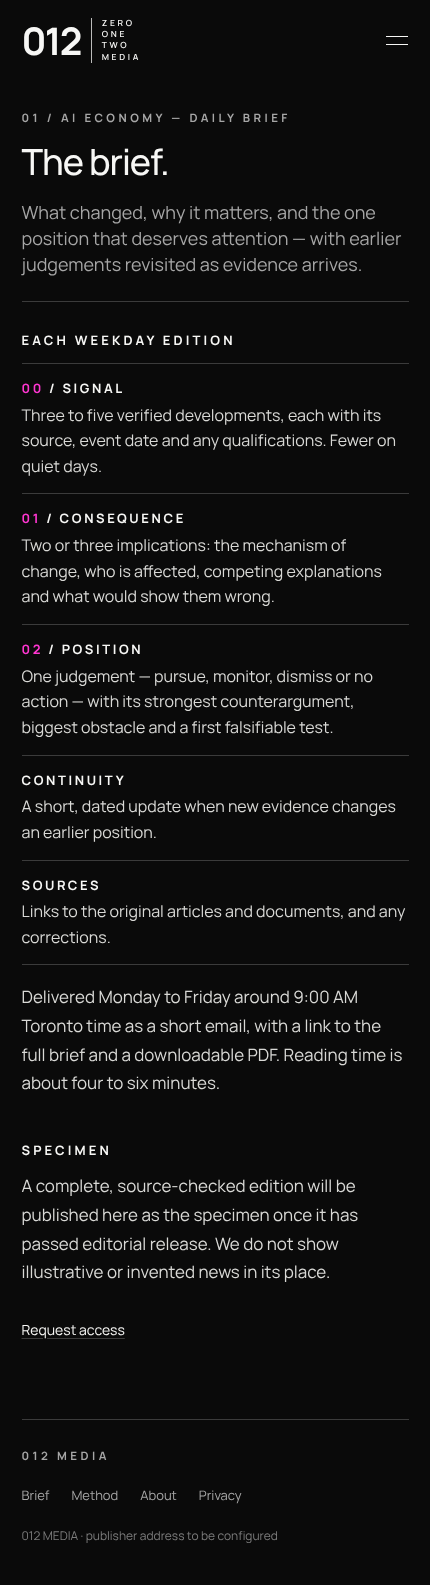 012
ZERO
ONE
TWO
MEDIA
01 / AI ECONOMY — DAILY BRIEF
The brief.
What changed, why it matters, and the one
position that deserves attention — with earlier
judgements revisited as evidence arrives.
EACH WEEKDAY EDITION
00 / SIGNAL
Three to five verified developments, each with its
source, event date and any qualifications. Fewer on
quiet days.
01 / CONSEQUENCE
Two or three implications: the mechanism of
change, who is affected, competing explanations
and what would show them wrong.
02 / POSITION
One judgement — pursue, monitor, dismiss or no
action — with its strongest counterargument,
biggest obstacle and a first falsifiable test.
CONTINUITY
A short, dated update when new evidence changes
an earlier position.
SOURCES
Links to the original articles and documents, and any
corrections.
Delivered Monday to Friday around 9:00 AM
Toronto time as a short email, with a link to the
full brief and a downloadable PDF. Reading time is
about four to six minutes.
SPECIMEN
A complete, source-checked edition will be
published here as the specimen once it has
passed editorial release. We do not show
illustrative or invented news in its place.
Request access
012 MEDIA
Brief Method About Privacy
012 MEDIA · publisher address to be configured